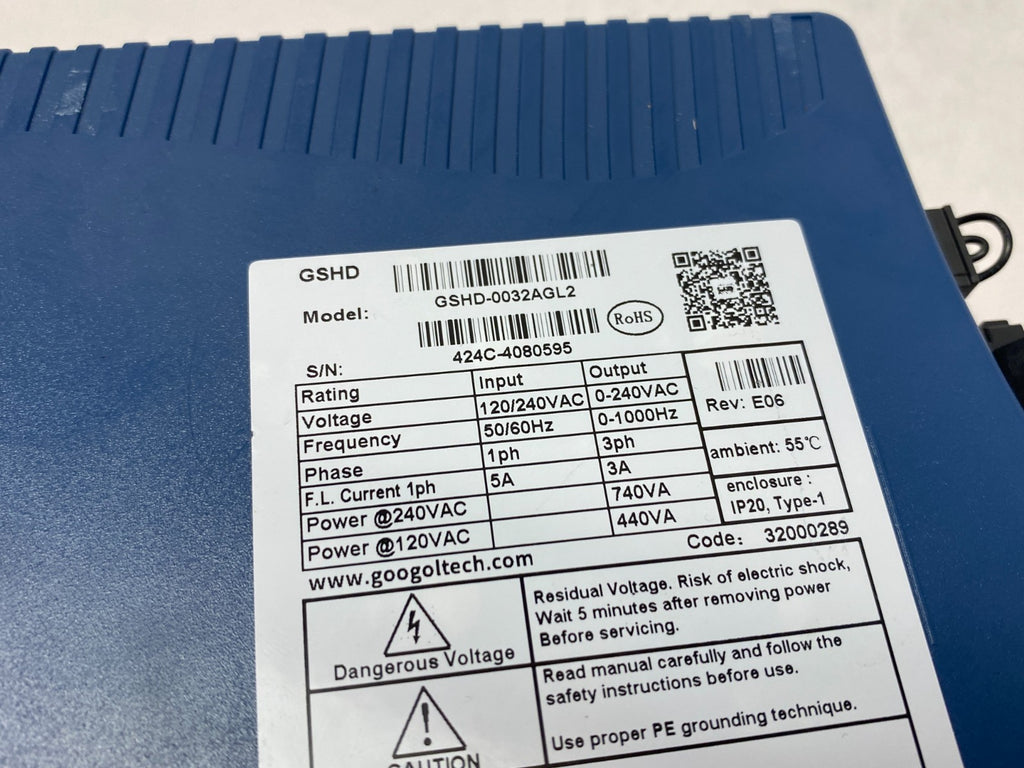 GSHD
Model:
GSHD-0032AGL2
RoHS
S/N:
424C-4080595
Rating Input Output
Voltage 120/240VAC 0-240VAC
Frequency 50/60Hz 0-1000Hz
Phase 1ph 3ph
F.L. Current 1ph 5A 3A
Power @240VAC 740VA
Power @120VAC 440VA
Rev: E06
ambient: 55℃
enclosure :
IP20, Type-1
Code: 32000289
www.googoltech.com
Dangerous Voltage
Residual Voltage. Risk of electric shock,
Wait 5 minutes after removing power
Before servicing.
CAUTION
Read manual carefully and follow the
safety instructions before use.
Use proper PE grounding technique.